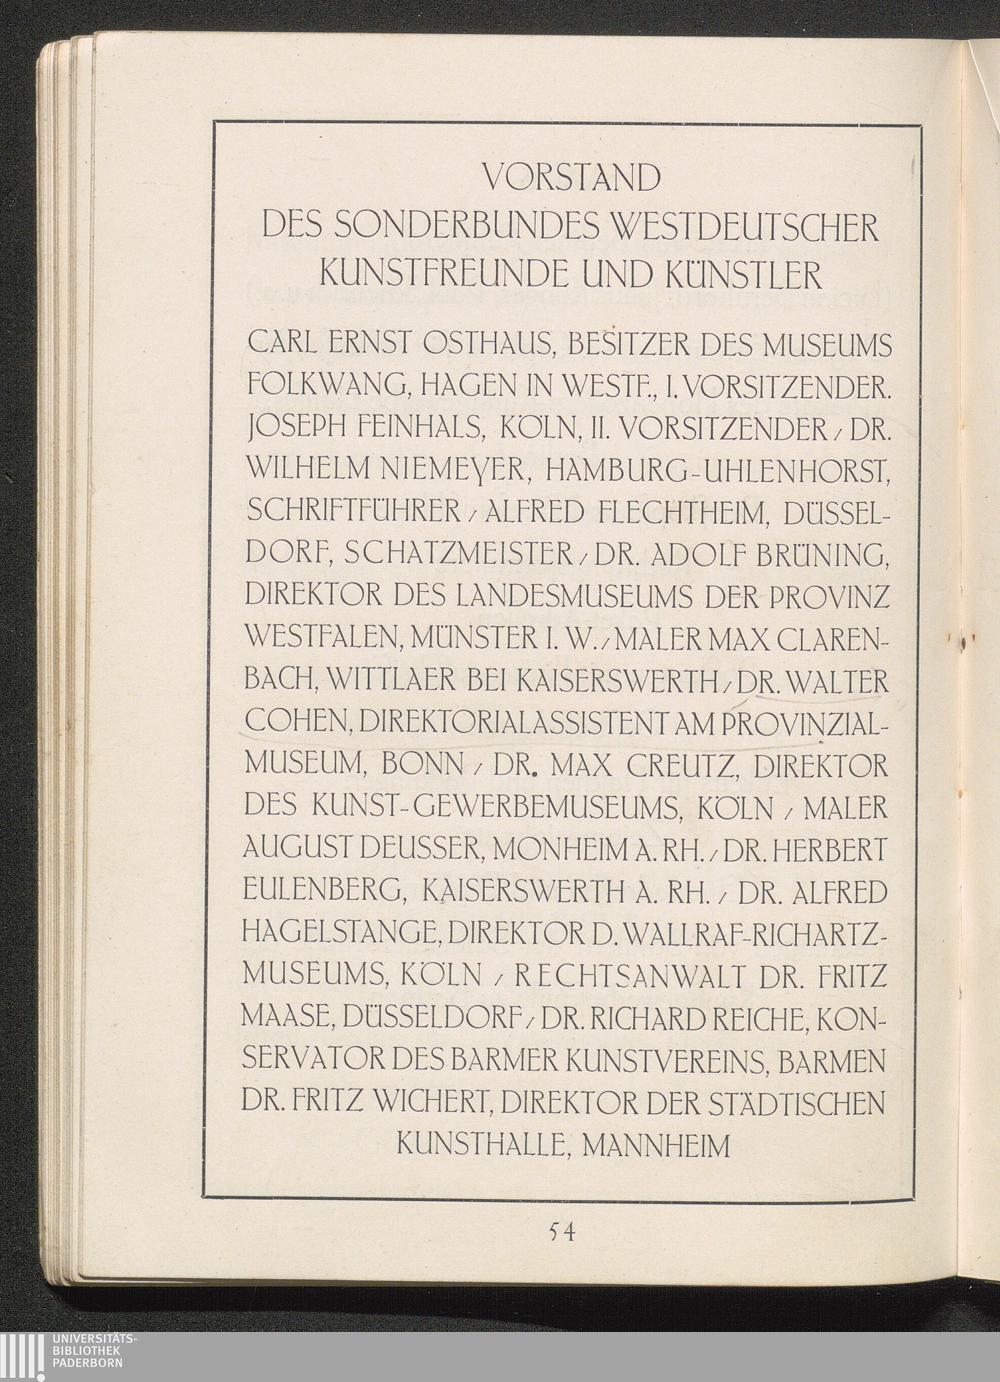 VORSTAND
DES SONDERBUNDES WESTDEUTSCHER
KUNSTFREUNDE UND KÜNSTLER
CARL ERNST OSTHAUS, BESITZER DES MUSEUMS
FOLKWANG, HAGEN IN WESTF., I. VORSITZENDER.
JOSEPH FEINHALS, KÖLN, II. VORSITZENDER / DR.
WILHELM NIEMEYER, HAMBURG-UHLENHORST,
SCHRIFTFÜHRER / ALFRED FLECHTHEIM, DÜSSEL-
DORF, SCHATZMEISTER / DR. ADOLF BRÜNING,
DIREKTOR DES LANDESMUSEUMS DER PROVINZ
WESTFALEN, MÜNSTER I. W. / MALER MAX CLAREN-
BACH, WITTLAER BEI KAISERSWERTH / DR. WALTER
COHEN, DIREKTORIALASSISTENT AM PROVINZIAL-
MUSEUM, BONN / DR. MAX CREUTZ, DIREKTOR
DES KUNST-GEWERBEMUSEUMS, KÖLN / MALER
AUGUST DEUSSER, MONHEIM A. RH. / DR. HERBERT
EULENBERG, KAISERSWERTH A. RH. / DR. ALFRED
HAGELSTANGE, DIREKTOR D. WALLRAF-RICHARTZ-
MUSEUMS, KÖLN / RECHTSANWALT DR. FRITZ
MAASE, DÜSSELDORF / DR. RICHARD REICHE, KON-
SERVATOR DES BARMER KUNSTVEREINS, BARMEN
DR. FRITZ WICHERT, DIREKTOR DER STÄDTISCHEN
KUNSTHALLE, MANNHEIM
54
UNIVERSITÄTS-
BIBLIOTHEK
PADERBORN